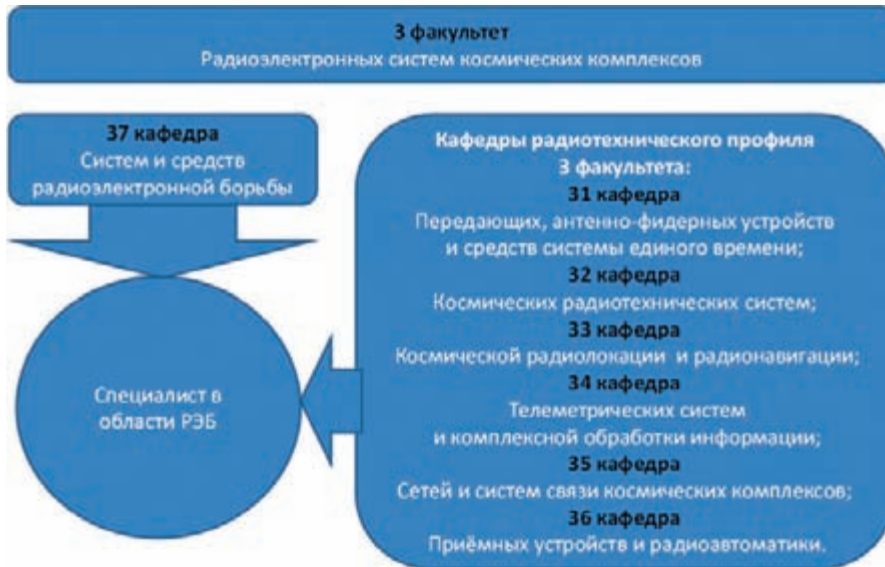 3 факультет
Радиоэлектронных систем космических комплексов
37 кафедра
Систем и средств
радиоэлектронной борьбы
Специалист в
области РЭБ
Кафедры радиотехнического профиля
3 факультета:
31 кафедра
Передающих, антенно-фидерных устройств
и средств системы единого времени;
32 кафедра
Космических радиотехнических систем;
33 кафедра
Космической радиолокации и радионавигации;
34 кафедра
Телеметрических систем
и комплексной обработки информации;
35 кафедра
Сетей и систем связи космических комплексов;
36 кафедра
Приёмных устройств и радиоавтоматики.